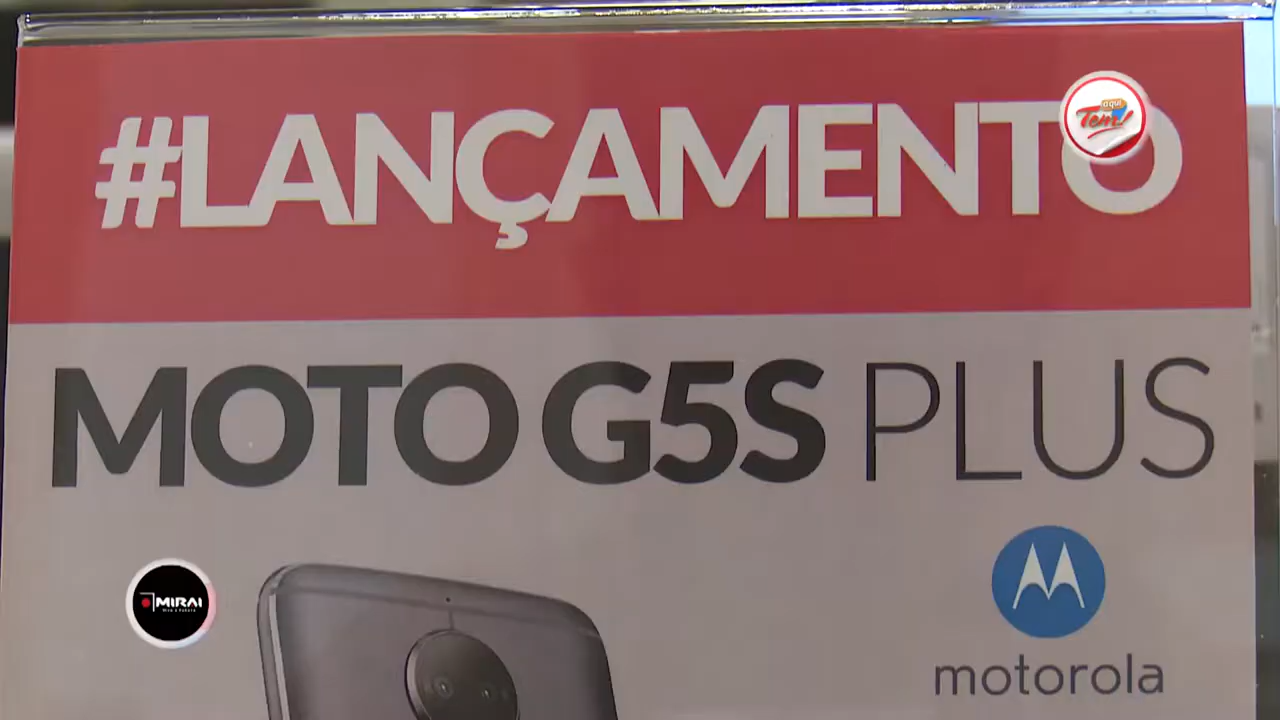 #LANÇAMENTO
aqui
Tem!
MOTO G5S PLUS
MIRAI
motorola